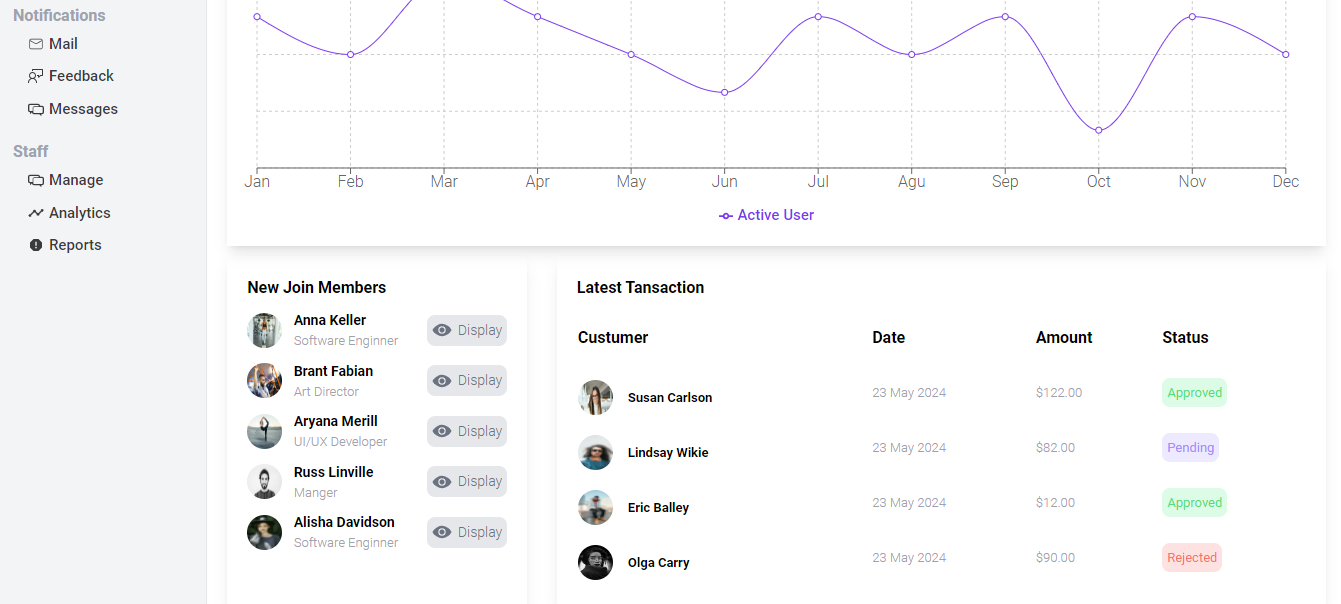 Notifications
Mail
Feedback
Messages
Staff
Manage
Analytics
Reports
Jan Feb Mar Apr May Jun Jul Agu Sep Oct Nov Dec
Active User
New Join Members
Anna Keller
Software Enginner
Display
Brant Fabian
Art Director
Display
Aryana Merill
UI/UX Developer
Display
Russ Linville
Manger
Display
Alisha Davidson
Software Enginner
Display
Latest Tansaction
Custumer Date Amount Status
Susan Carlson 23 May 2024 $122.00 Approved
Lindsay Wikie 23 May 2024 $82.00 Pending
Eric Balley 23 May 2024 $12.00 Approved
Olga Carry 23 May 2024 $90.00 Rejected